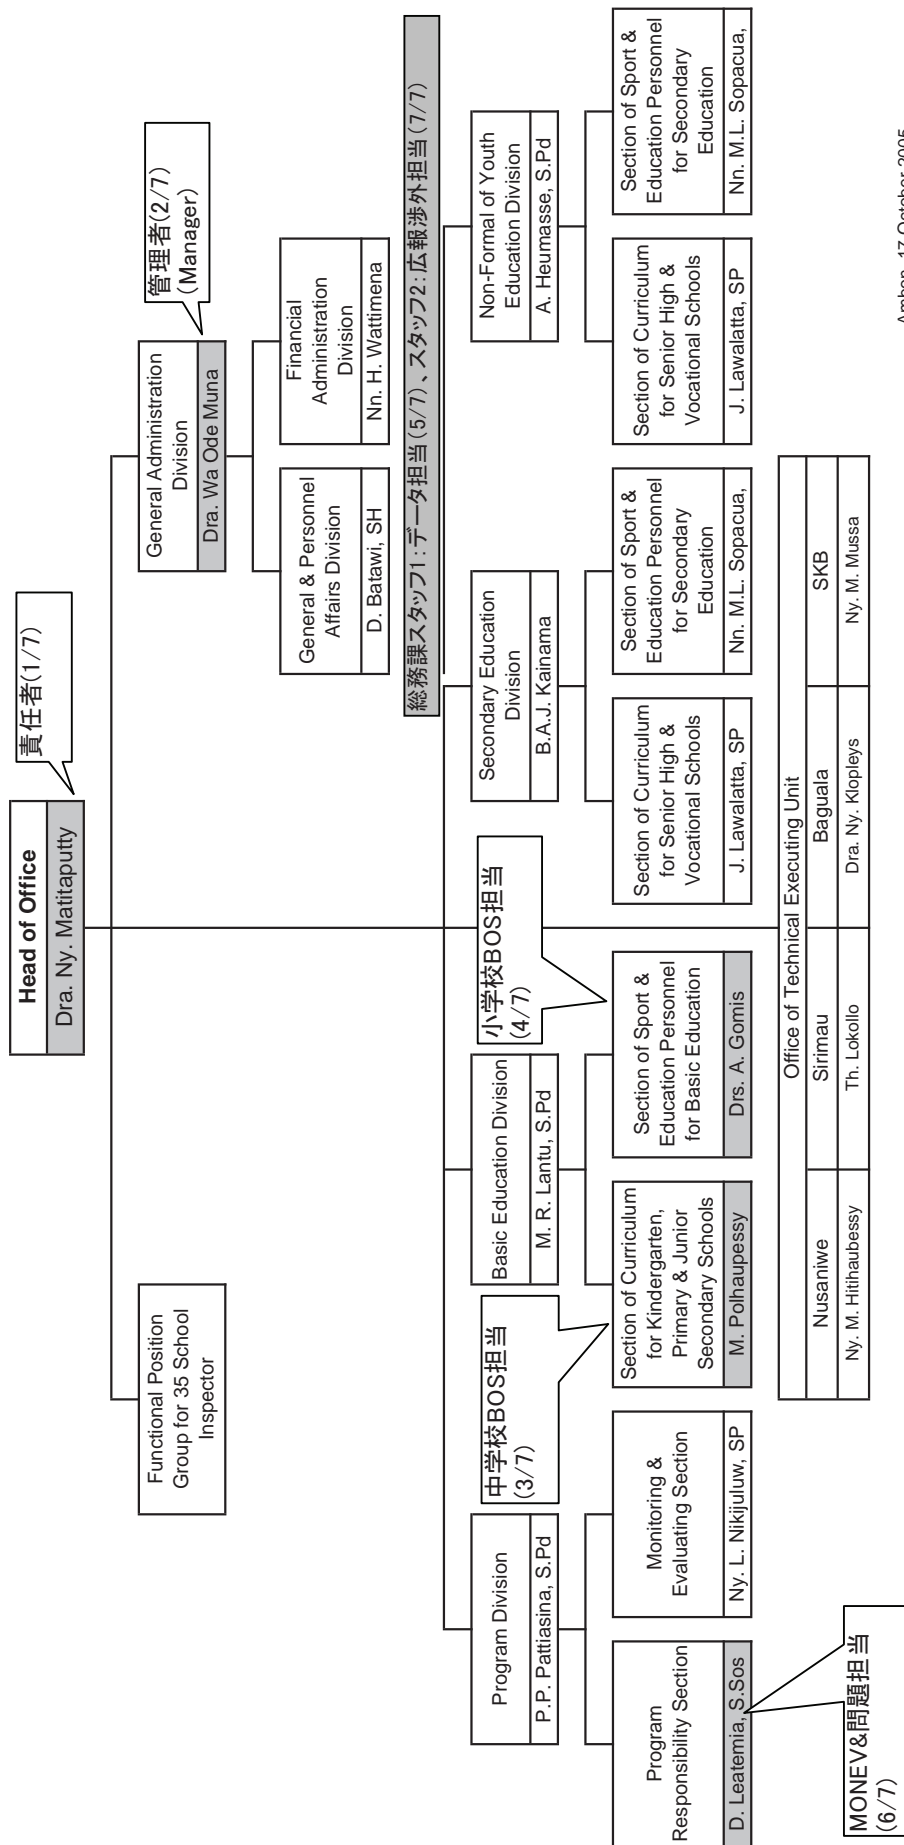 Head of Office
Dra. Ny. Matitaputty
責任者(1/7)
Functional Position
Group for 35 School
Inspector
General Administration
Division
Dra. Wa Ode Muna
管理者(2/7)
(Manager)
General & Personnel
Affairs Division
D. Batawi, SH
Financial
Administration
Division
Nn. H. Wattimena
総務課スタッフ1:データ担当(5/7)、スタッフ2:広報渉外担当(7/7)
Program Division
P.P. Pattiasina, S.Pd
Basic Education Division
M. R. Lantu, S.Pd
Secondary Education
Division
B.A.J. Kainama
Non-Formal of Youth
Education Division
A. Heumasse, S.Pd
中学校BOS担当
(3/7)
小学校BOS担当
(4/7)
Program
Responsibility Section
D. Leatemia, S.Sos
Monitoring &
Evaluating Section
Ny. L. Nikijuluw, SP
Section of Curriculum
for Kindergarten,
Primary & Junior
Secondary Schools
M. Polhaupessy
Section of Sport &
Education Personnel
for Basic Education
Drs. A. Gomis
Section of Curriculum
for Senior High &
Vocational Schools
J. Lawalatta, SP
Section of Sport &
Education Personnel
for Secondary
Education
Nn. M.L. Sopacua,
Section of Curriculum
for Senior High &
Vocational Schools
J. Lawalatta, SP
Section of Sport &
Education Personnel
for Secondary
Education
Nn. M.L. Sopacua,
MONEV&問題担当
(6/7)
Office of Technical Executing Unit
Nusaniwe Sirimau Baguala SKB
Ny. M. Hitihaubessy Th. Lokollo Dra. Ny. Klopleys Ny. M. Mussa
Ambon, 17 October 2005